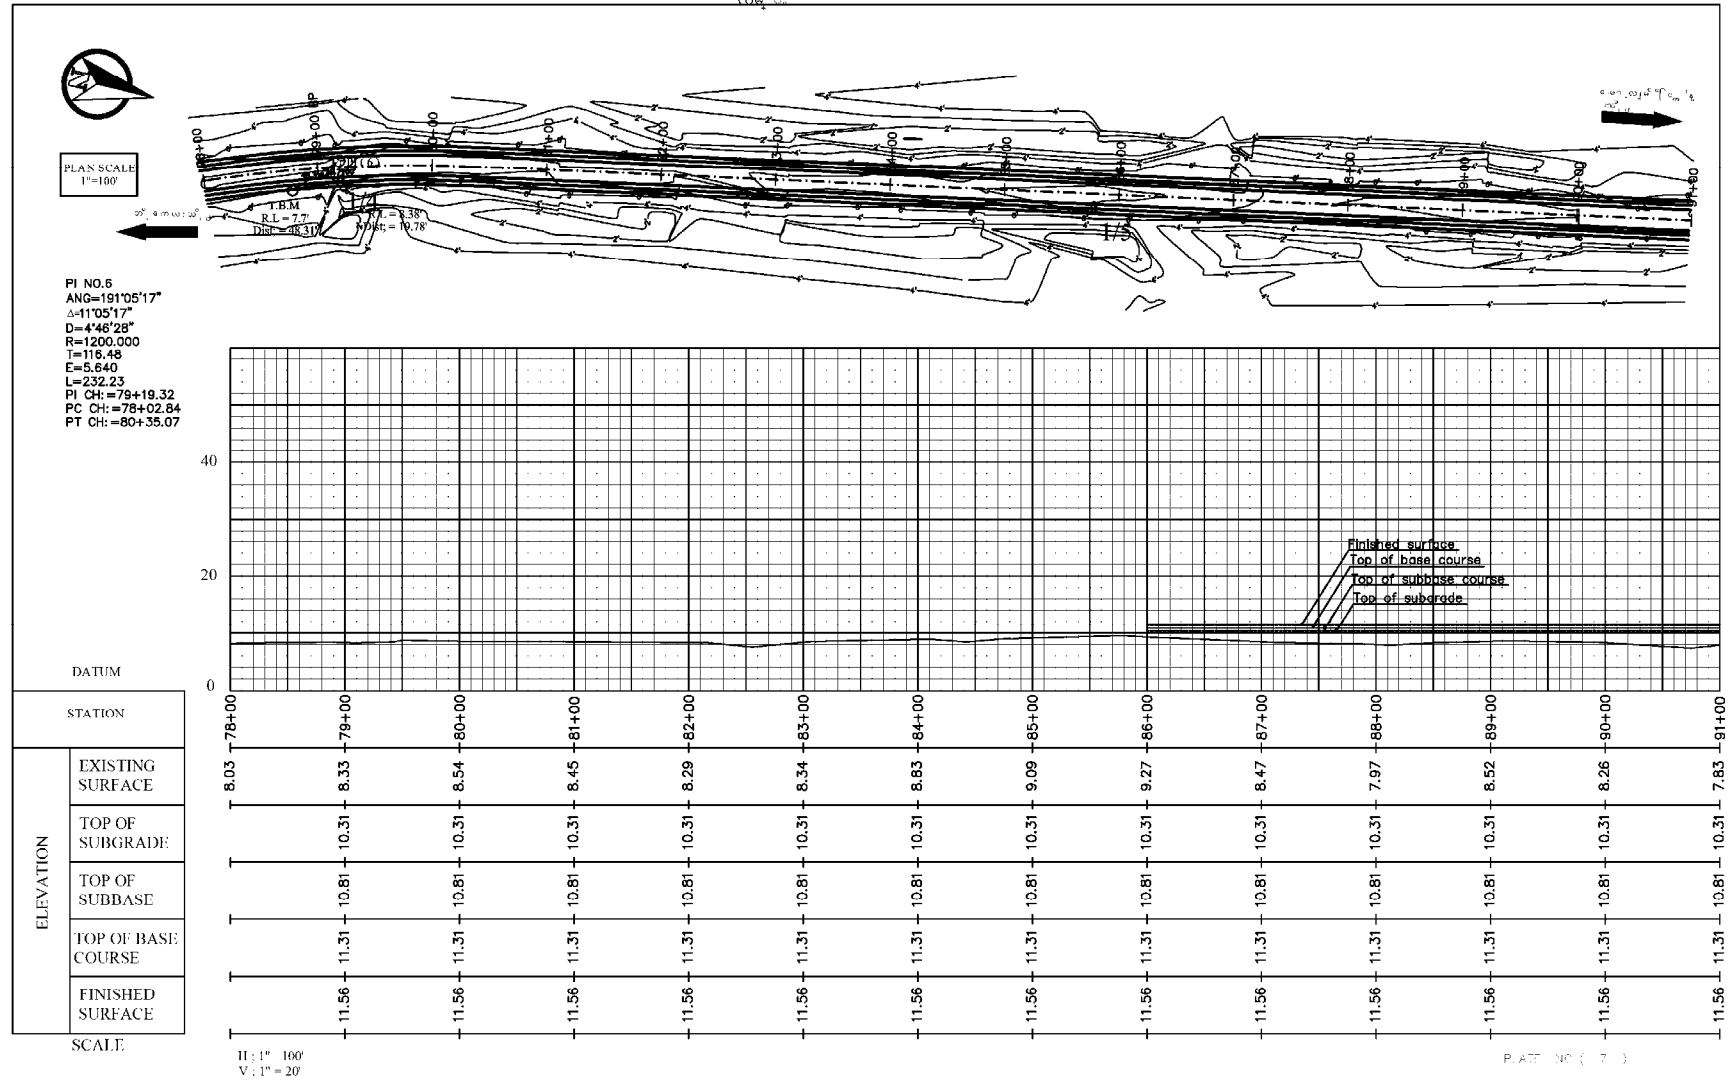 PLAN SCALE
1"=100'
T.B.M
R.L = 7.7'
Dist; = 48.31'
R.L = 8.38'
Dist; = 19.78'
1/5
PI NO.6
ANG=191°05'17"
Δ=11°05'17"
D=4°46'28"
R=1200.000
T=116.48
E=5.640
L=232.23
PI CH:=79+19.32
PC CH:=78+02.84
PT CH:=80+35.07
40
20
0
Finished surface
Top of base course
Top of subbase course
Top of subgrade
DATUM
STATION
78+00 79+00 80+00 81+00 82+00 83+00 84+00 85+00 86+00 87+00 88+00 89+00 90+00 91+00
ELEVATION
EXISTING
SURFACE
8.03 8.33 8.54 8.45 8.29 8.34 8.83 9.09 9.27 8.47 7.97 8.52 8.26 7.83
TOP OF
SUBGRADE
10.31 10.31 10.31 10.31 10.31 10.31 10.31 10.31 10.31 10.31 10.31 10.31 10.31
TOP OF
SUBBASE
10.81 10.81 10.81 10.81 10.81 10.81 10.81 10.81 10.81 10.81 10.81 10.81 10.81
TOP OF BASE
COURSE
11.31 11.31 11.31 11.31 11.31 11.31 11.31 11.31 11.31 11.31 11.31 11.31 11.31
FINISHED
SURFACE
11.56 11.56 11.56 11.56 11.56 11.56 11.56 11.56 11.56 11.56 11.56 11.56 11.56
SCALE
H ; 1" 100'
V ; 1" = 20'
PLATE NO ( 7 )